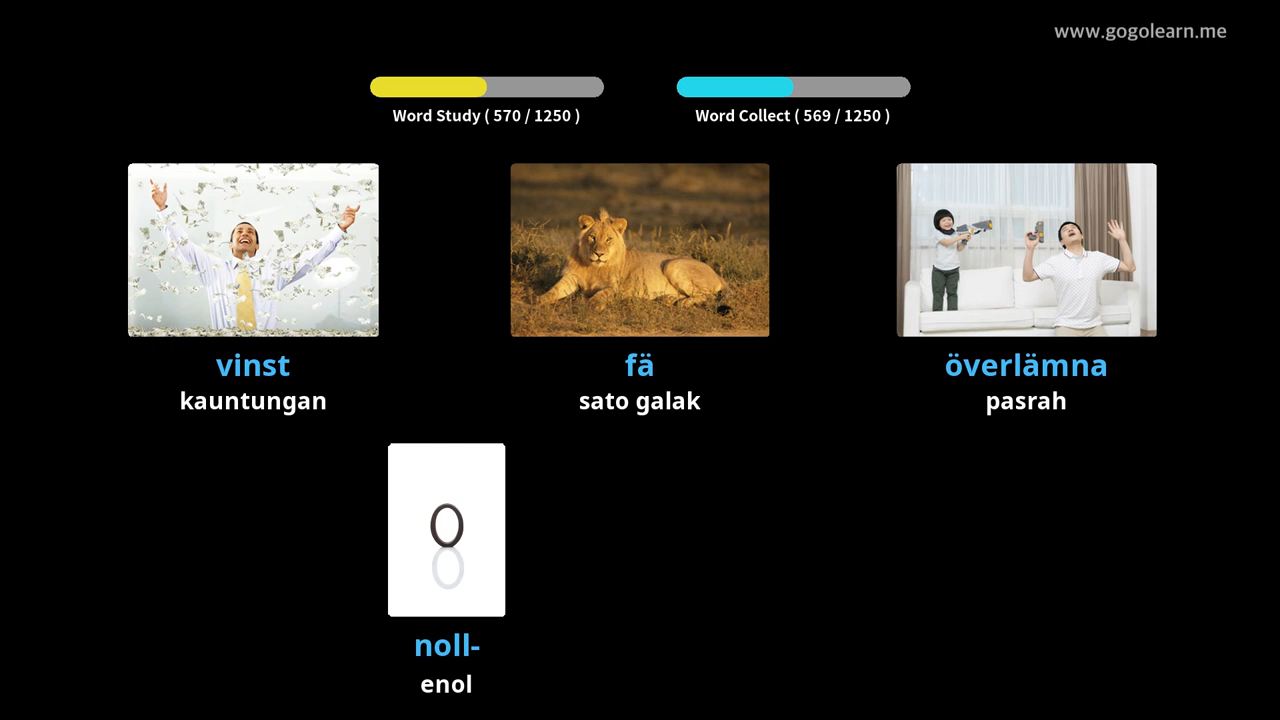 www.gogolearn.me
Word Study ( 570 / 1250 )
Word Collect ( 569 / 1250 )
vinst
kauntungan
fä
sato galak
överlämna
pasrah
0
noll-
enol